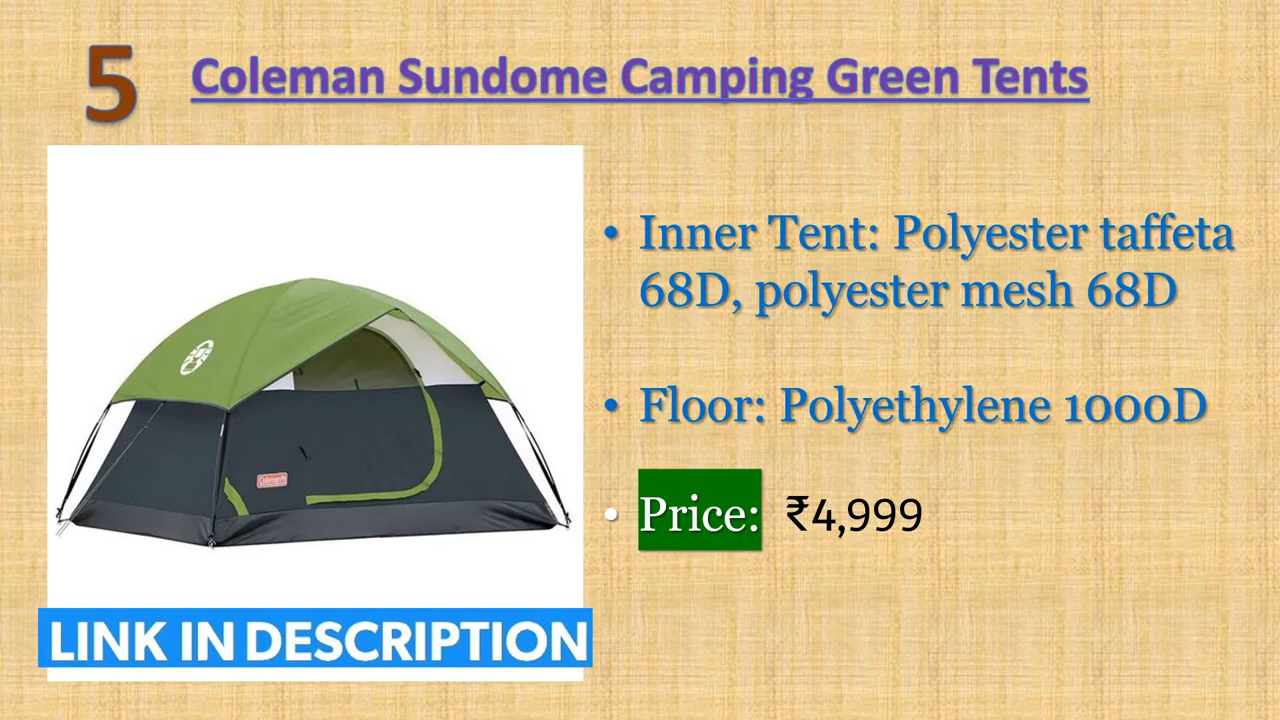 5
Coleman Sundome Camping Green Tents
• Inner Tent: Polyester taffeta
68D, polyester mesh 68D
• Floor: Polyethylene 1000D
• Price: ₹4,999
Coleman
LINK IN DESCRIPTION